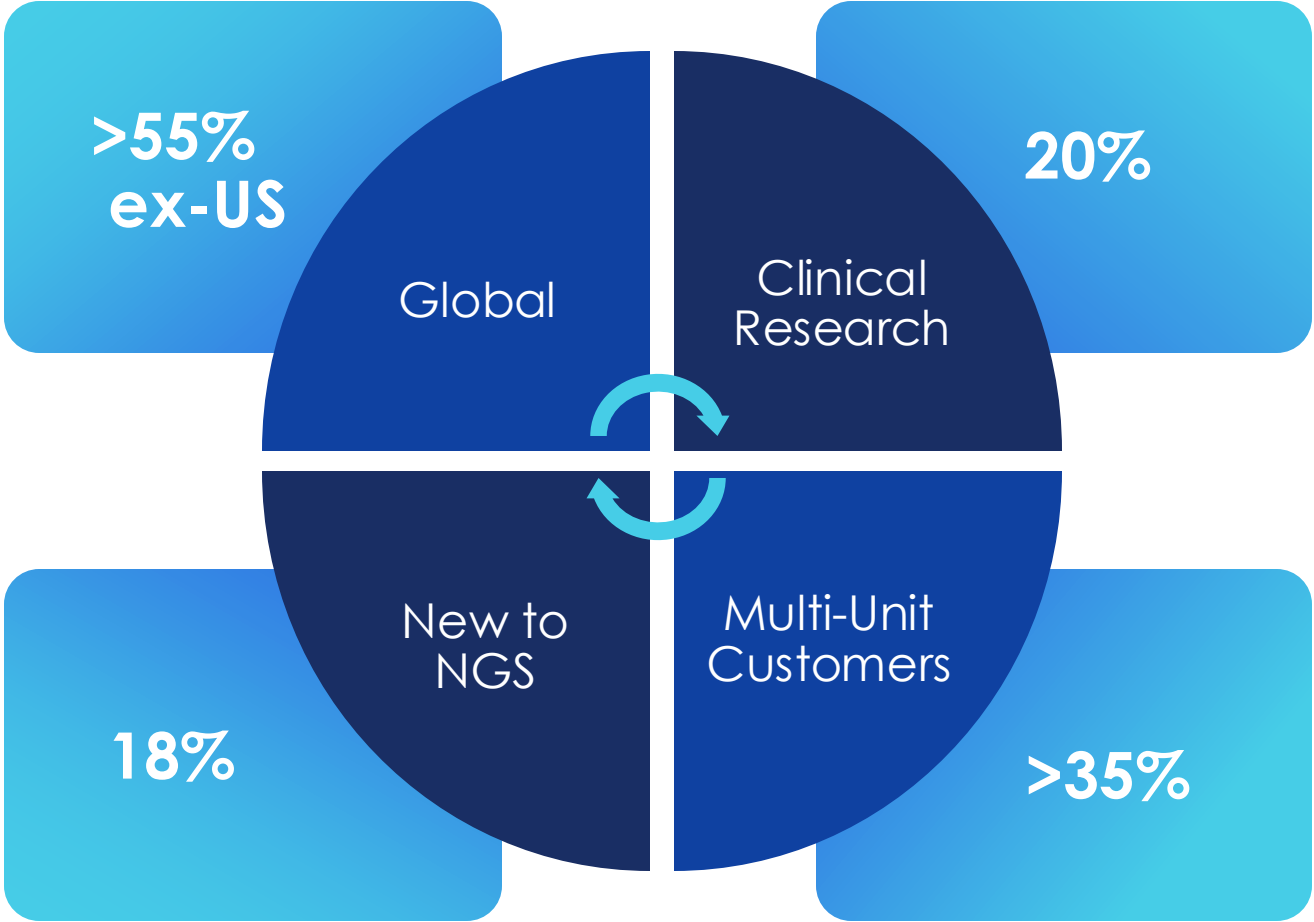 >55%
ex-US
Global
Clinical
Research
20%
New to
NGS
18%
Multi-Unit
Customers
>35%